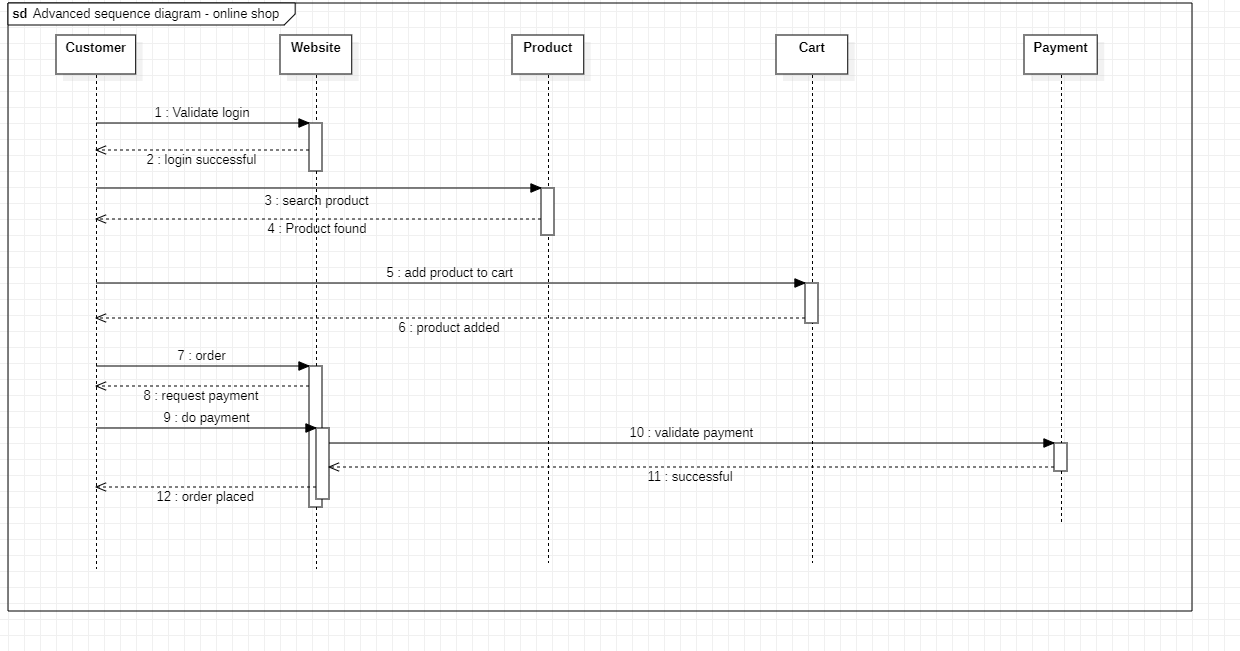 sd Advanced sequence diagram - online shop
Customer
Website
Product
Cart
Payment
1 : Validate login
2 : login successful
3 : search product
4 : Product found
5 : add product to cart
6 : product added
7 : order
8 : request payment
9 : do payment
10 : validate payment
11 : successful
12 : order placed